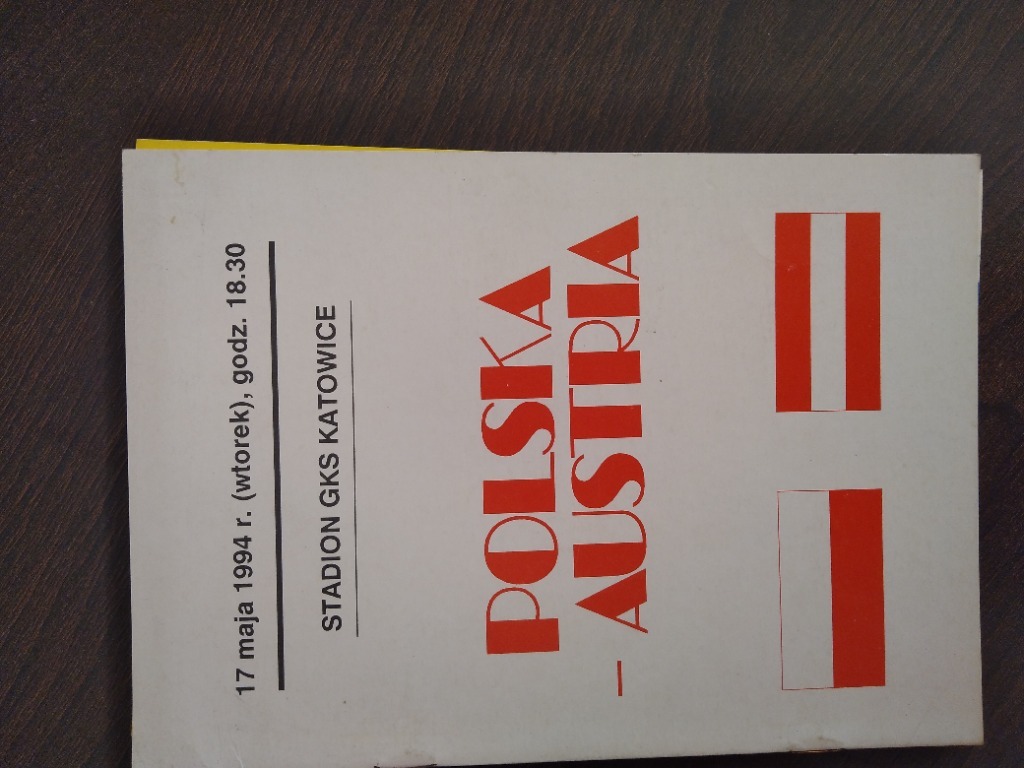 17 maja 1994 r. (wtorek), godz. 18.30
STADION GKS KATOWICE
POLSKA
– AUSTRIA